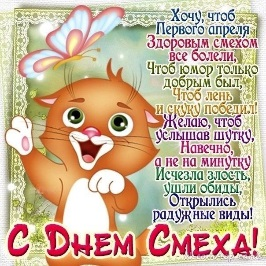 Хочу, чтоб
Первого апреля
Здоровым смехом
все болели,
Чтоб юмор только
добрым был,
Чтоб лень
и скуку победил!
Желаю, чтоб
услышав шутку,
Навечно,
а не на минутку
Исчезла злость,
ушли обиды,
Открылись
радужные виды!
С Днем Смеха!